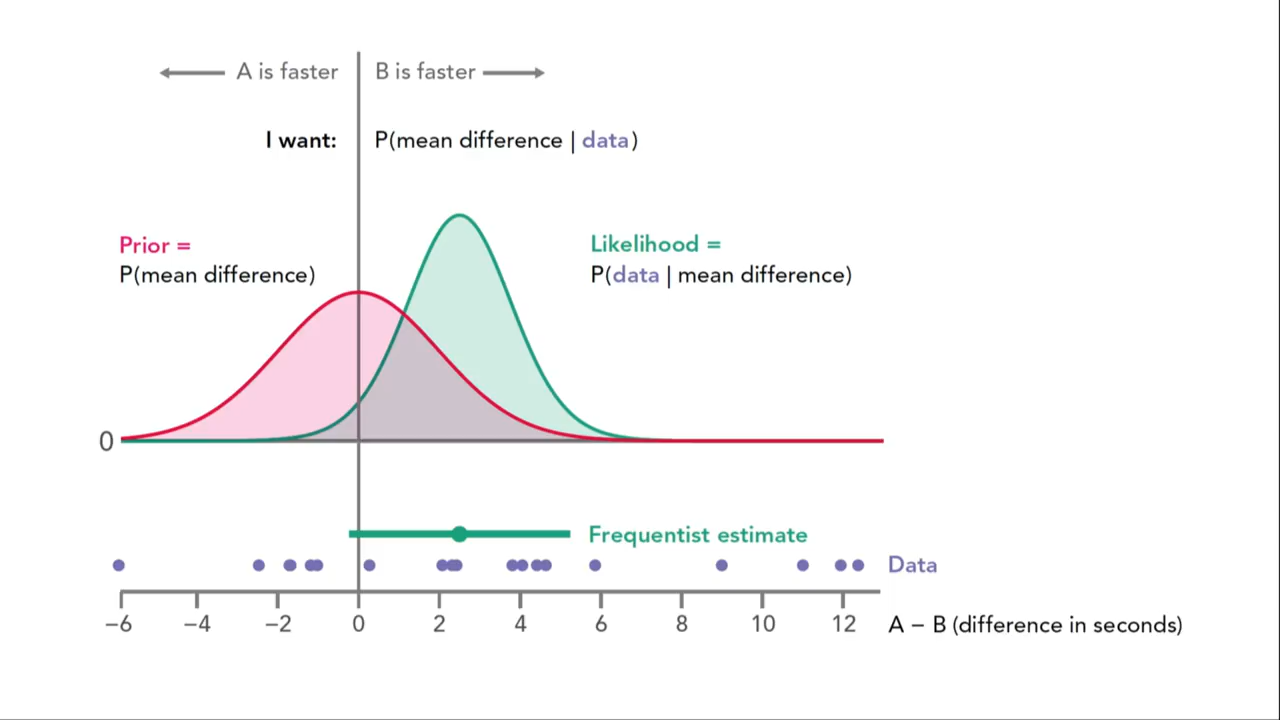 A is faster
B is faster
I want:
P(mean difference | data)
Prior =
P(mean difference)
Likelihood =
P(data | mean difference)
0
Frequentist estimate
Data
−6 −4 −2 0 2 4 6 8 10 12
A − B (difference in seconds)